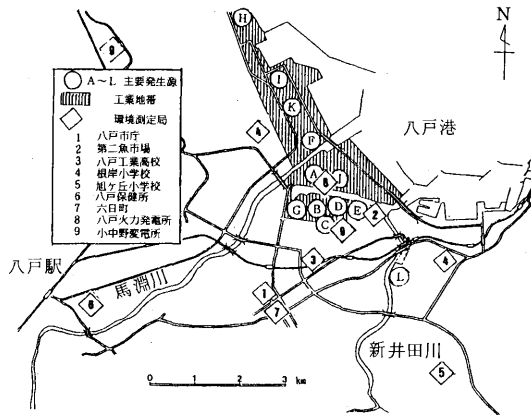 H
N
9
A～L 主要発生源
工業地帯
環境測定局
1 八戸市庁
2 第二魚市場
3 八戸工業高校
4 根岸小学校
5 旭ヶ丘小学校
6 八戸保健所
7 六日町
8 八戸火力発電所
9 小中野変電所
I
K
4
F
八戸港
A
8
J
G
B
D
E
2
C
9
八戸駅
馬淵川
3
4
L
6
1
7
新井田川
5
0 1 2 3 km